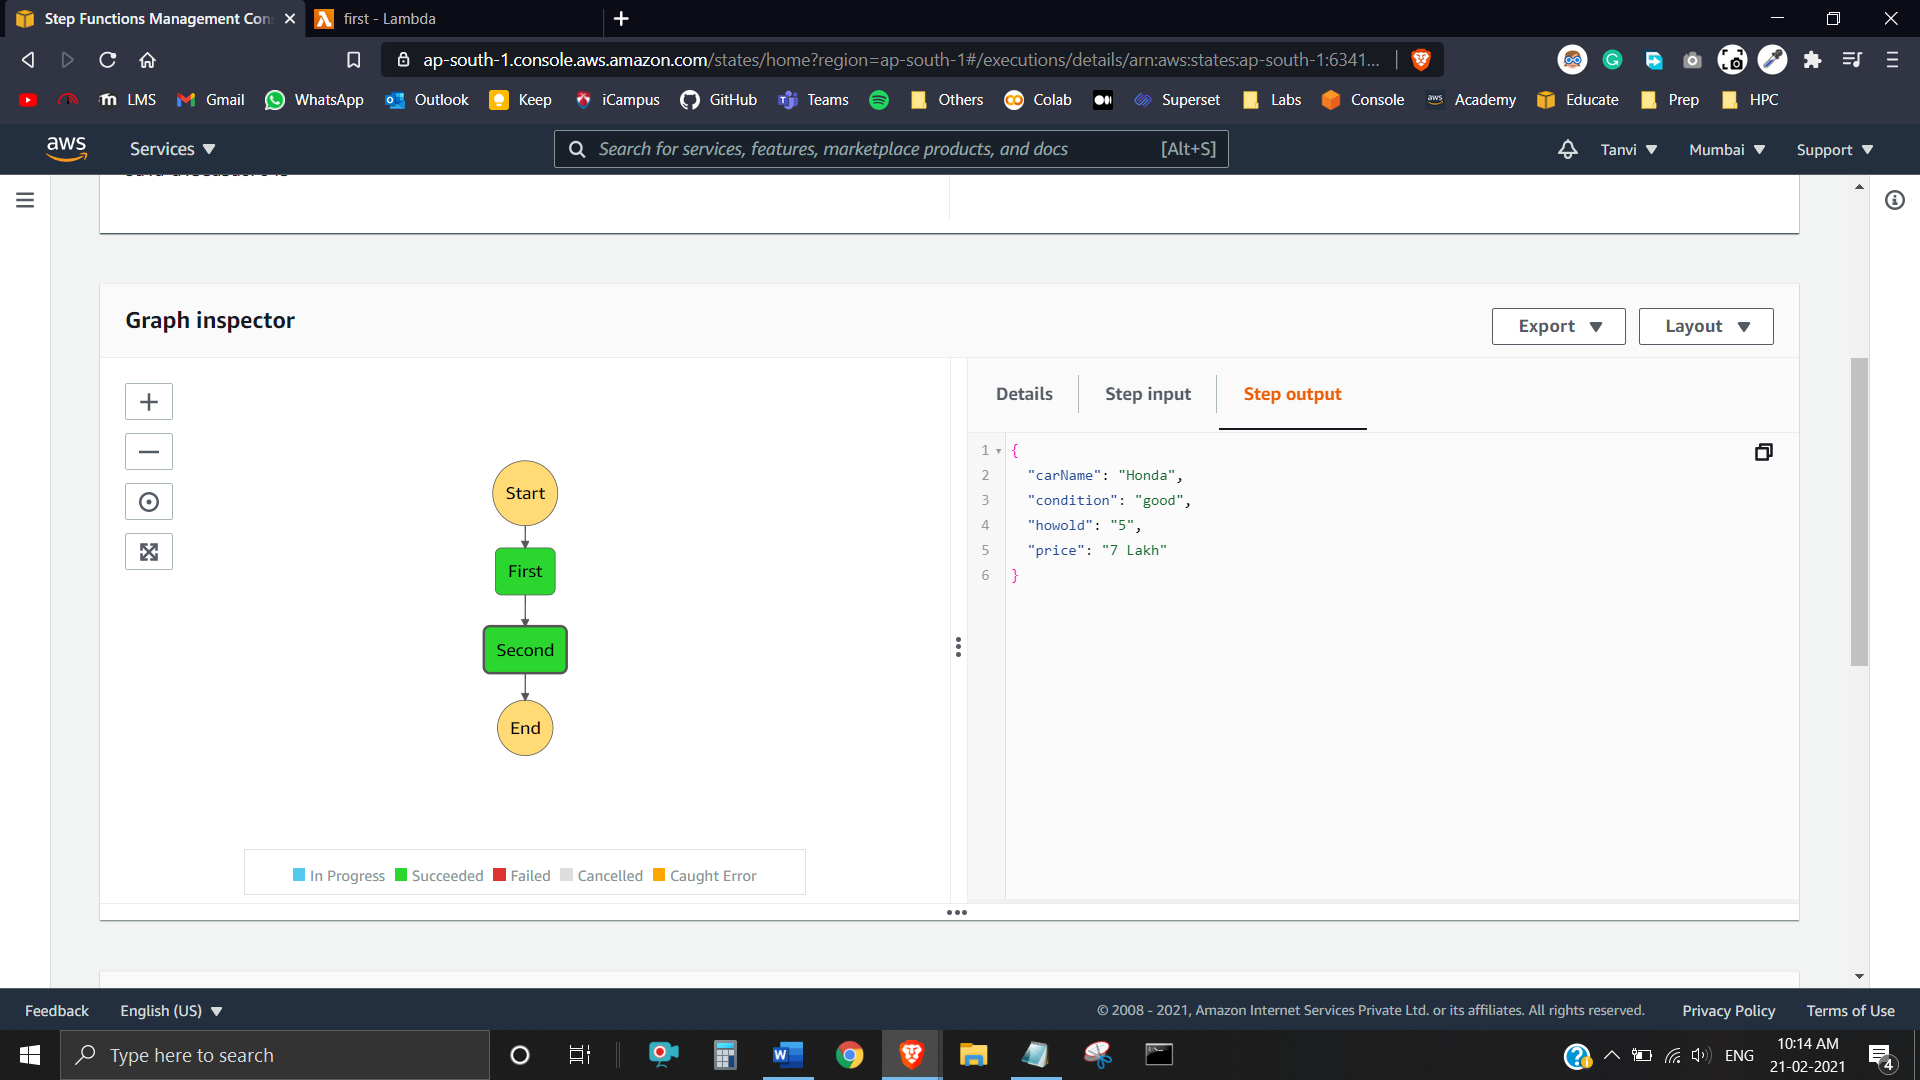 Step Functions Management Con
first - Lambda
ap-south-1.console.aws.amazon.com/states/home?region=ap-south-1#/executions/details/arn:aws:states:ap-south-1:6341...
LMS Gmail WhatsApp Outlook Keep iCampus GitHub Teams Others Colab Superset Labs Console aws Academy Educate Prep HPC
aws Services Search for services, features, marketplace products, and docs [Alt+S] Tanvi Mumbai Support
Graph inspector
Export Layout
Details Step input Step output
Start
First
Second
End
1 {
2 "carName": "Honda",
3 "condition": "good",
4 "howold": "5",
5 "price": "7 Lakh"
6 }
In Progress Succeeded Failed Cancelled Caught Error
Feedback English (US) © 2008 - 2021, Amazon Internet Services Private Ltd. or its affiliates. All rights reserved. Privacy Policy Terms of Use
Type here to search
ENG
10:14 AM
21-02-2021
4